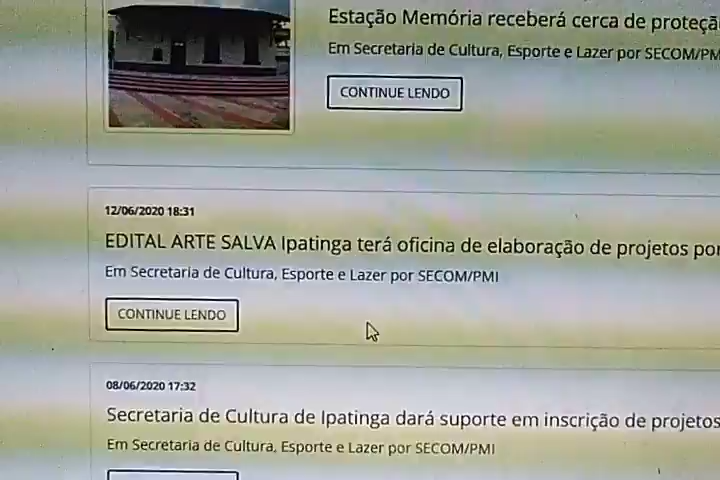 Estação Memória receberá cerca de proteçã
Em Secretaria de Cultura, Esporte e Lazer por SECOM/PM
CONTINUE LENDO
12/06/2020 18:31
EDITAL ARTE SALVA Ipatinga terá oficina de elaboração de projetos por
Em Secretaria de Cultura, Esporte e Lazer por SECOM/PMI
CONTINUE LENDO
08/06/2020 17:32
Secretaria de Cultura de Ipatinga dará suporte em inscrição de projetos
Em Secretaria de Cultura, Esporte e Lazer por SECOM/PMI